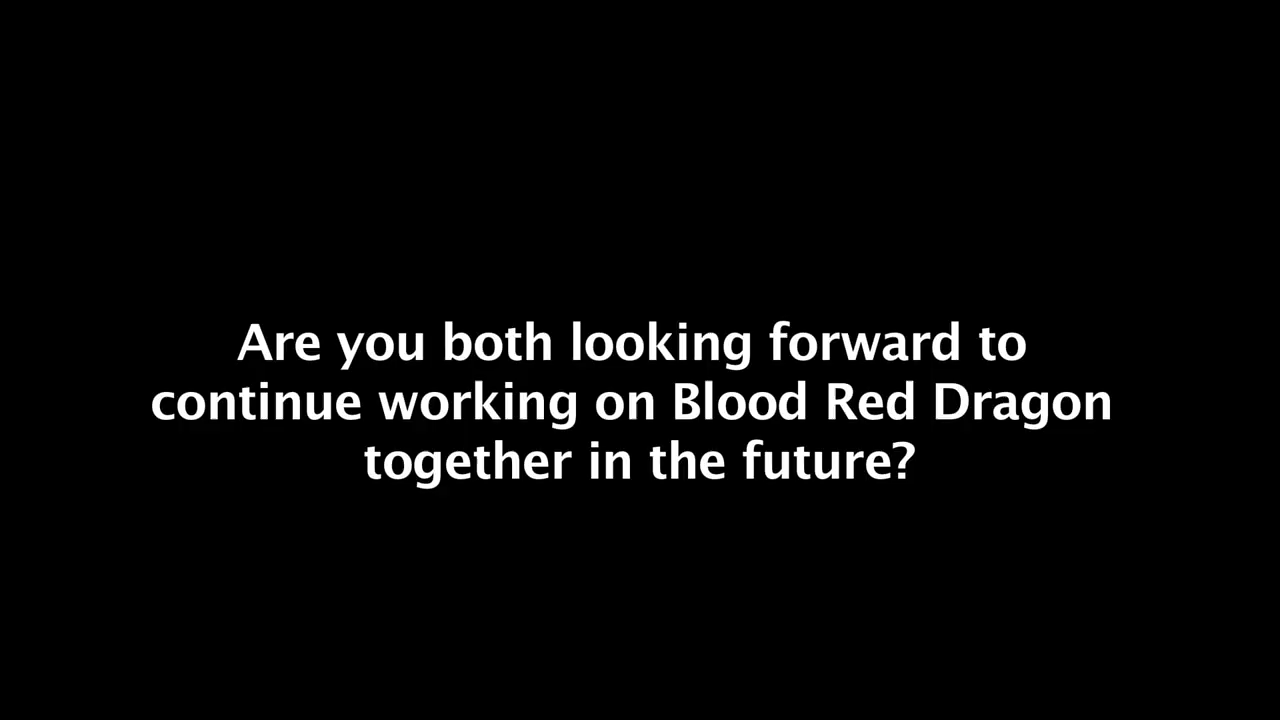 Are you both looking forward to
continue working on Blood Red Dragon
together in the future?